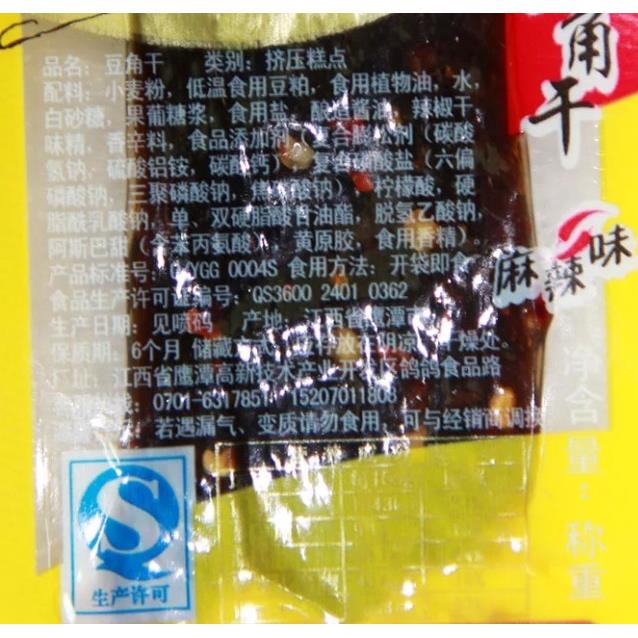 品名：豆角干 类别：挤压糕点
配料：小麦粉，低温食用豆粕，食用植物油，水，
白砂糖，果葡糖浆，食用盐，酿造酱油，辣椒干
味精，香辛料，食品添加剂（复合膨松剂（碳酸
氢钠，硫酸铝铵，碳酸钙），复合磷酸盐（六偏
磷酸钠，三聚磷酸钠，焦磷酸钠），柠檬酸，硬
脂酰乳酸钠，单，双硬脂酸甘油酯，脱氢乙酸钠，
阿斯巴甜（含苯丙氨酸），黄原胶，食用香精）。
产品标准号： YGG 0004S 食用方法：开袋即食
食品生产许可证编号：QS3600 2401 0362
生产日期：见喷码 产地：江西省鹰潭市
保质期：6个月 储藏方式： 存放在阴凉干燥处。
厂址：江西省鹰潭高新技术产业开发区鸽鸽食品路
0701-6317851 15207011808
若遇漏气、变质请勿食用，可与经销商调换
生产许可
角干
麻辣味
净含量：称重